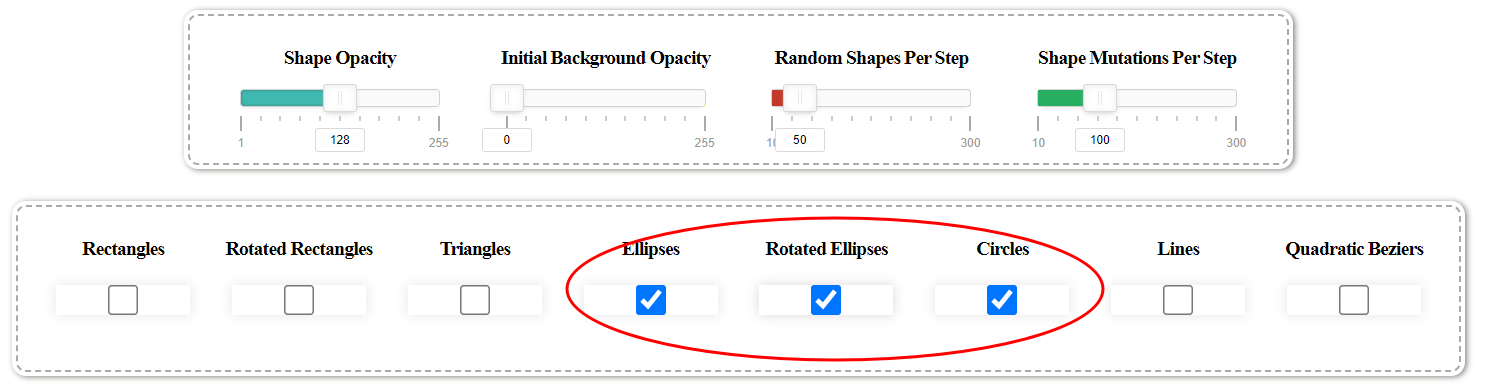 Shape Opacity Initial Background Opacity Random Shapes Per Step Shape Mutations Per Step
1 128 255 0 255 50 300 10 100 300
Rectangles Rotated Rectangles Triangles Ellipses Rotated Ellipses Circles Lines Quadratic Beziers